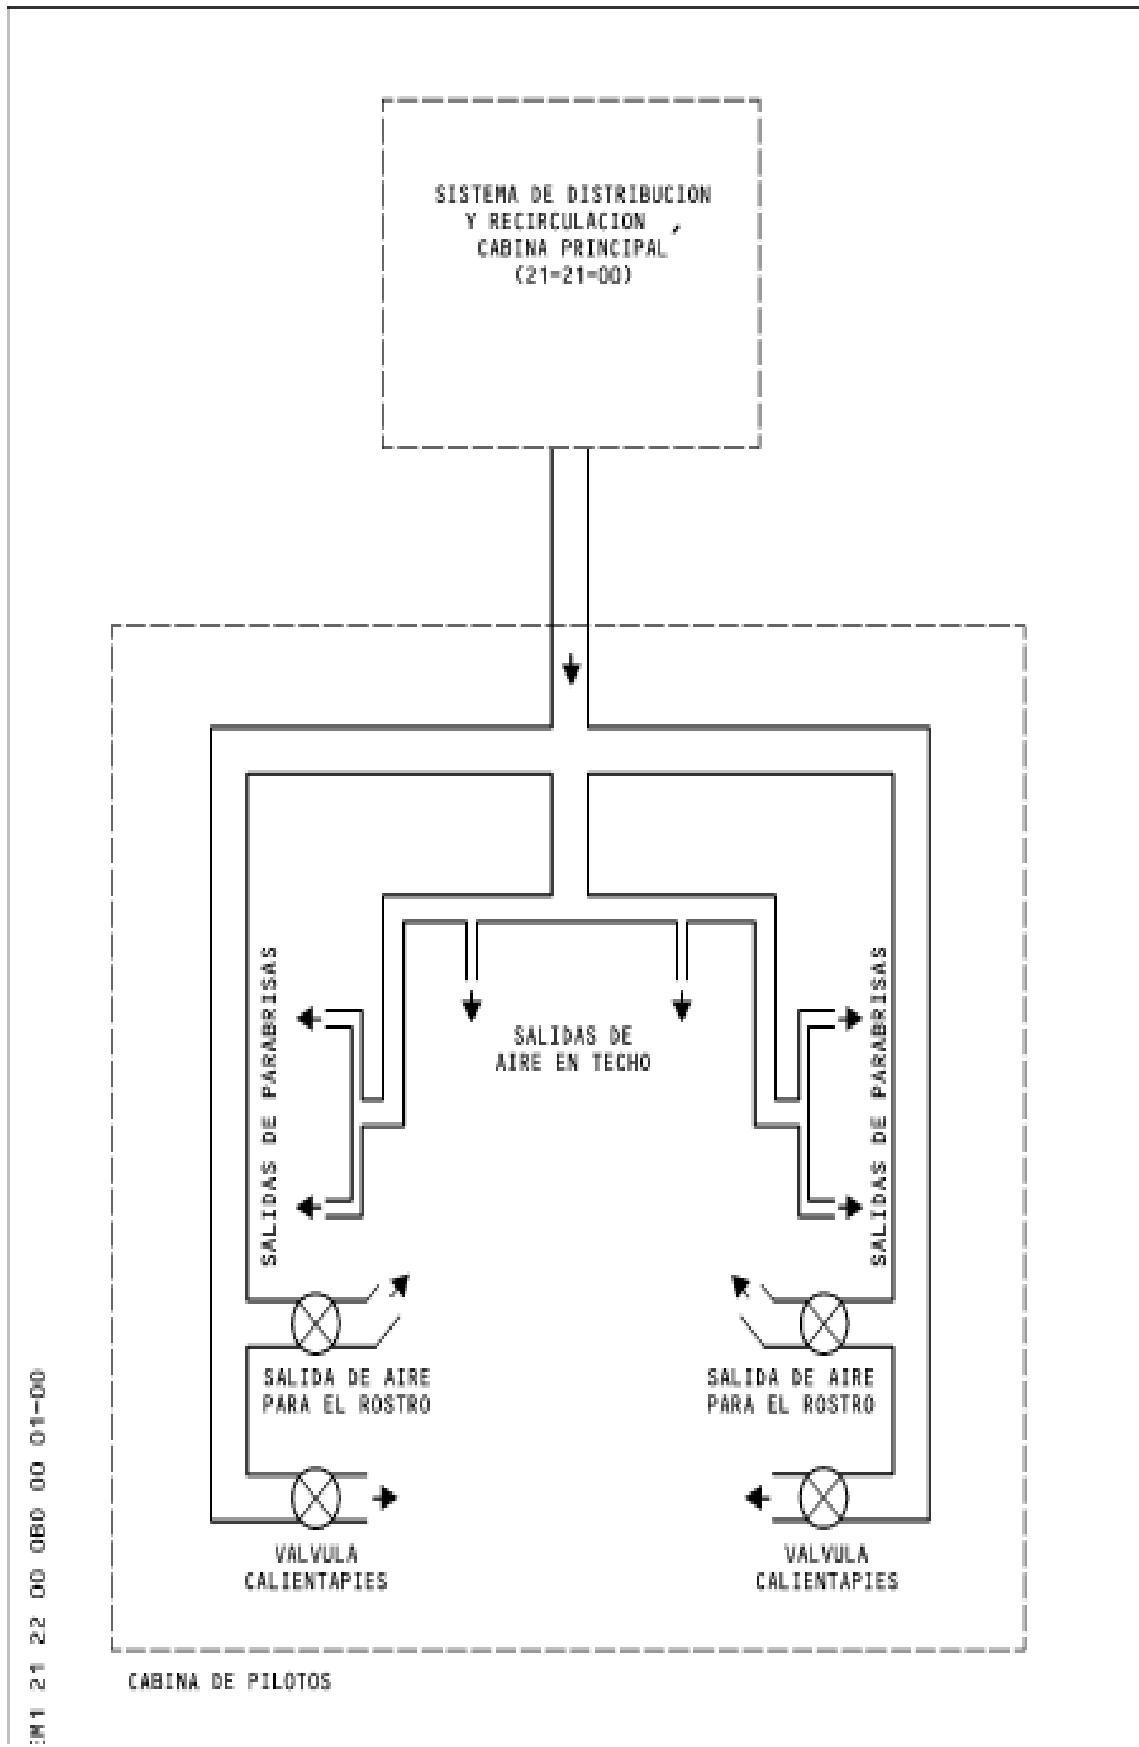 SISTEMA DE DISTRIBUCION
Y RECIRCULACION ,
CABINA PRINCIPAL
(21-21-00)
SALIDAS DE PARABRISAS
SALIDAS DE
AIRE EN TECHO
SALIDAS DE PARABRISAS
SALIDA DE AIRE
PARA EL ROSTRO
SALIDA DE AIRE
PARA EL ROSTRO
VALVULA
CALIENTAPIES
VALVULA
CALIENTAPIES
CABINA DE PILOTOS
EM1 21 22 00 0B0 00 01-00